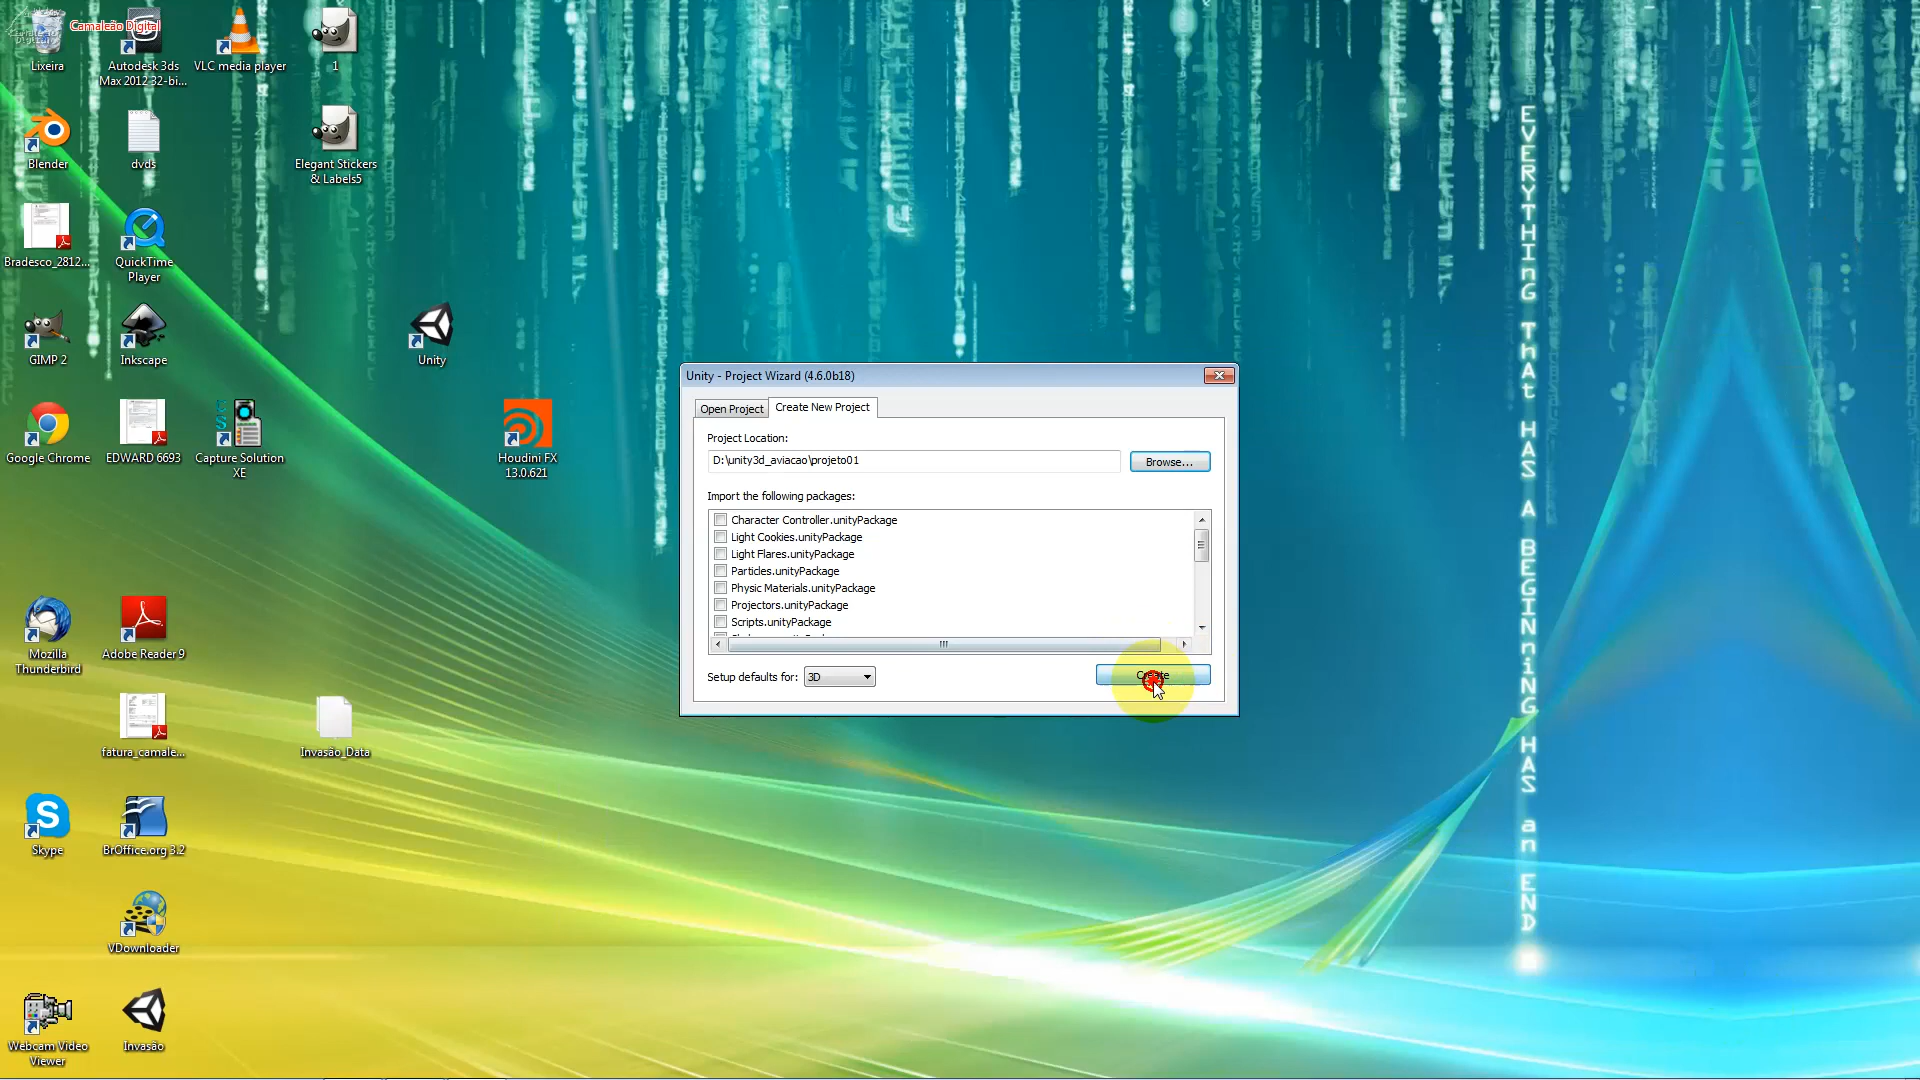 Camaleão Digital
Lixeira
Autodesk 3ds
Max 2012 32-bi...
VLC media player
1
Blender
dvds
Elegant Stickers
& Labels5
Bradesco_2812...
QuickTime
Player
GIMP 2
Inkscape
Unity
Google Chrome
EDWARD 6693
Capture Solution
XE
Houdini FX
13.0.621
Mozilla
Thunderbird
Adobe Reader 9
fatura_camale...
Invasão_Data
Skype
BrOffice.org 3.2
VDownloader
Webcam Video
Viewer
Invasão
Unity - Project Wizard (4.6.0b18)
Open Project
Create New Project
Project Location:
D:\unity3d_aviacao\projeto01
Browse...
Import the following packages:
Character Controller.unityPackage
Light Cookies.unityPackage
Light Flares.unityPackage
Particles.unityPackage
Physic Materials.unityPackage
Projectors.unityPackage
Scripts.unityPackage
Setup defaults for:
3D
Create
EVERYTHING THAt HAS A BEGINNiNG HAS an END